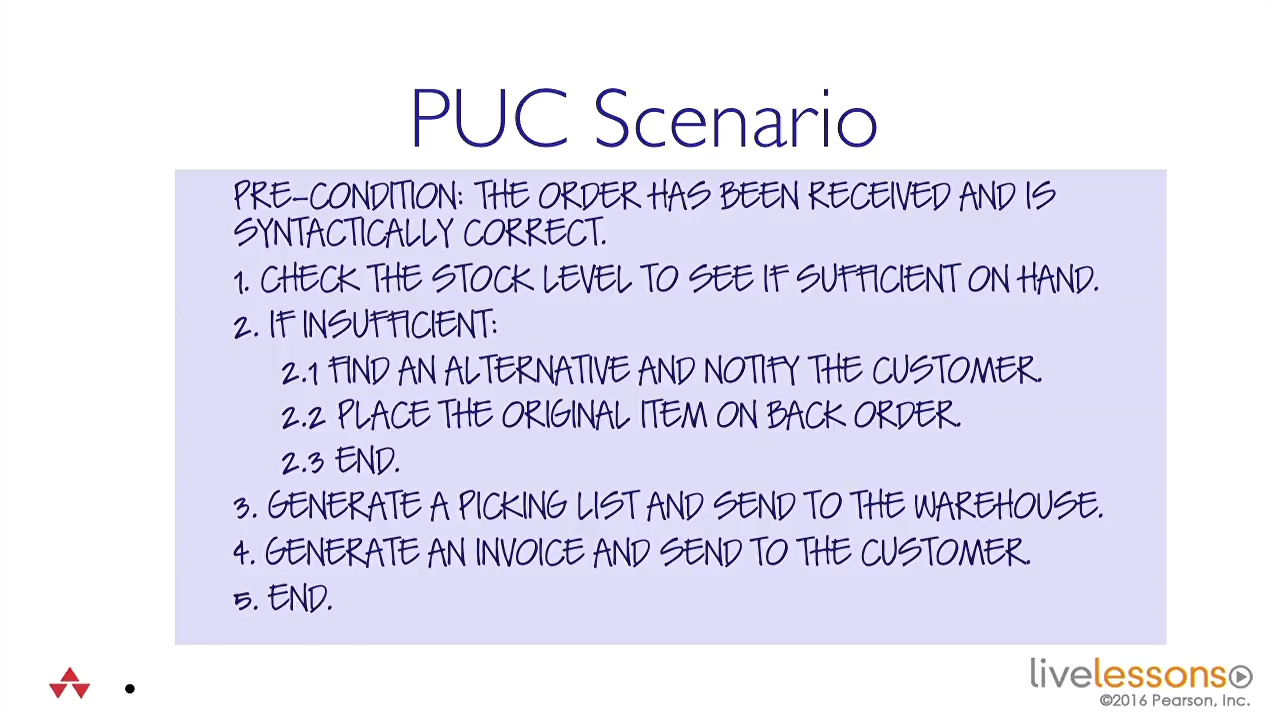 PUC Scenario
PRE-CONDITION: THE ORDER HAS BEEN RECEIVED AND IS
SYNTACTICALLY CORRECT.
1. CHECK THE STOCK LEVEL TO SEE IF SUFFICIENT ON HAND.
2. IF INSUFFICIENT:
2.1 FIND AN ALTERNATIVE AND NOTIFY THE CUSTOMER.
2.2 PLACE THE ORIGINAL ITEM ON BACK ORDER.
2.3 END.
3. GENERATE A PICKING LIST AND SEND TO THE WAREHOUSE.
4. GENERATE AN INVOICE AND SEND TO THE CUSTOMER.
5. END.
livelessons
©2016 Pearson, Inc.